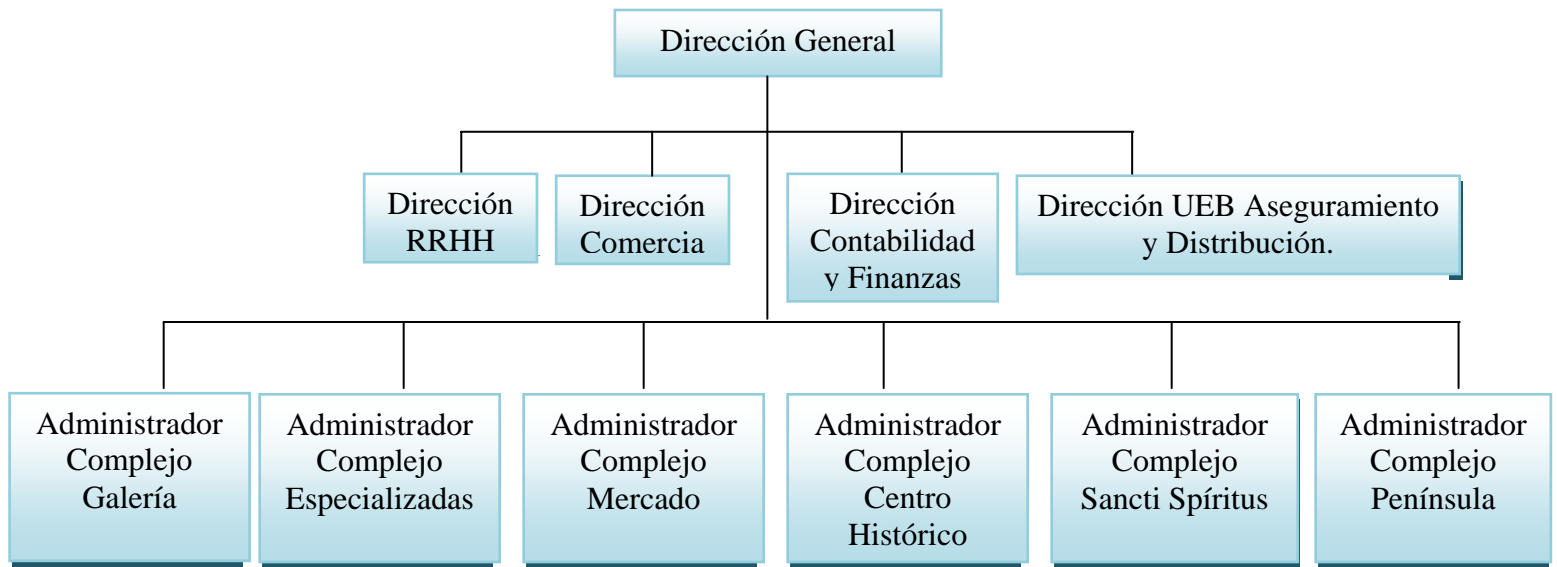 Dirección General
Dirección
RRHH
Dirección
Comercia
Dirección
Contabilidad
y Finanzas
Dirección UEB Aseguramiento
y Distribución.
Administrador
Complejo
Galería
Administrador
Complejo
Especializadas
Administrador
Complejo
Mercado
Administrador
Complejo
Centro
Histórico
Administrador
Complejo
Sancti Spíritus
Administrador
Complejo
Península